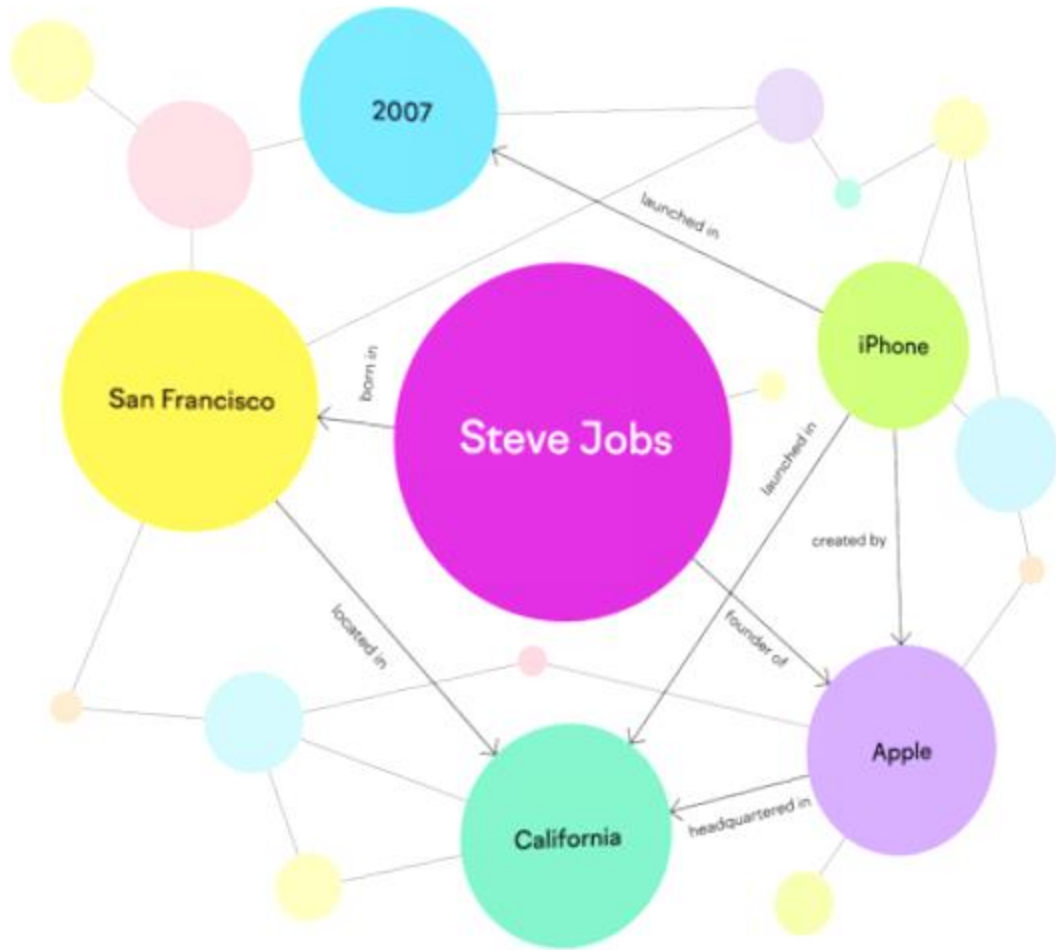 2007
launched in
iPhone
born in
San Francisco
Steve Jobs
launched in
created by
located in
founder of
Apple
headquartered in
California